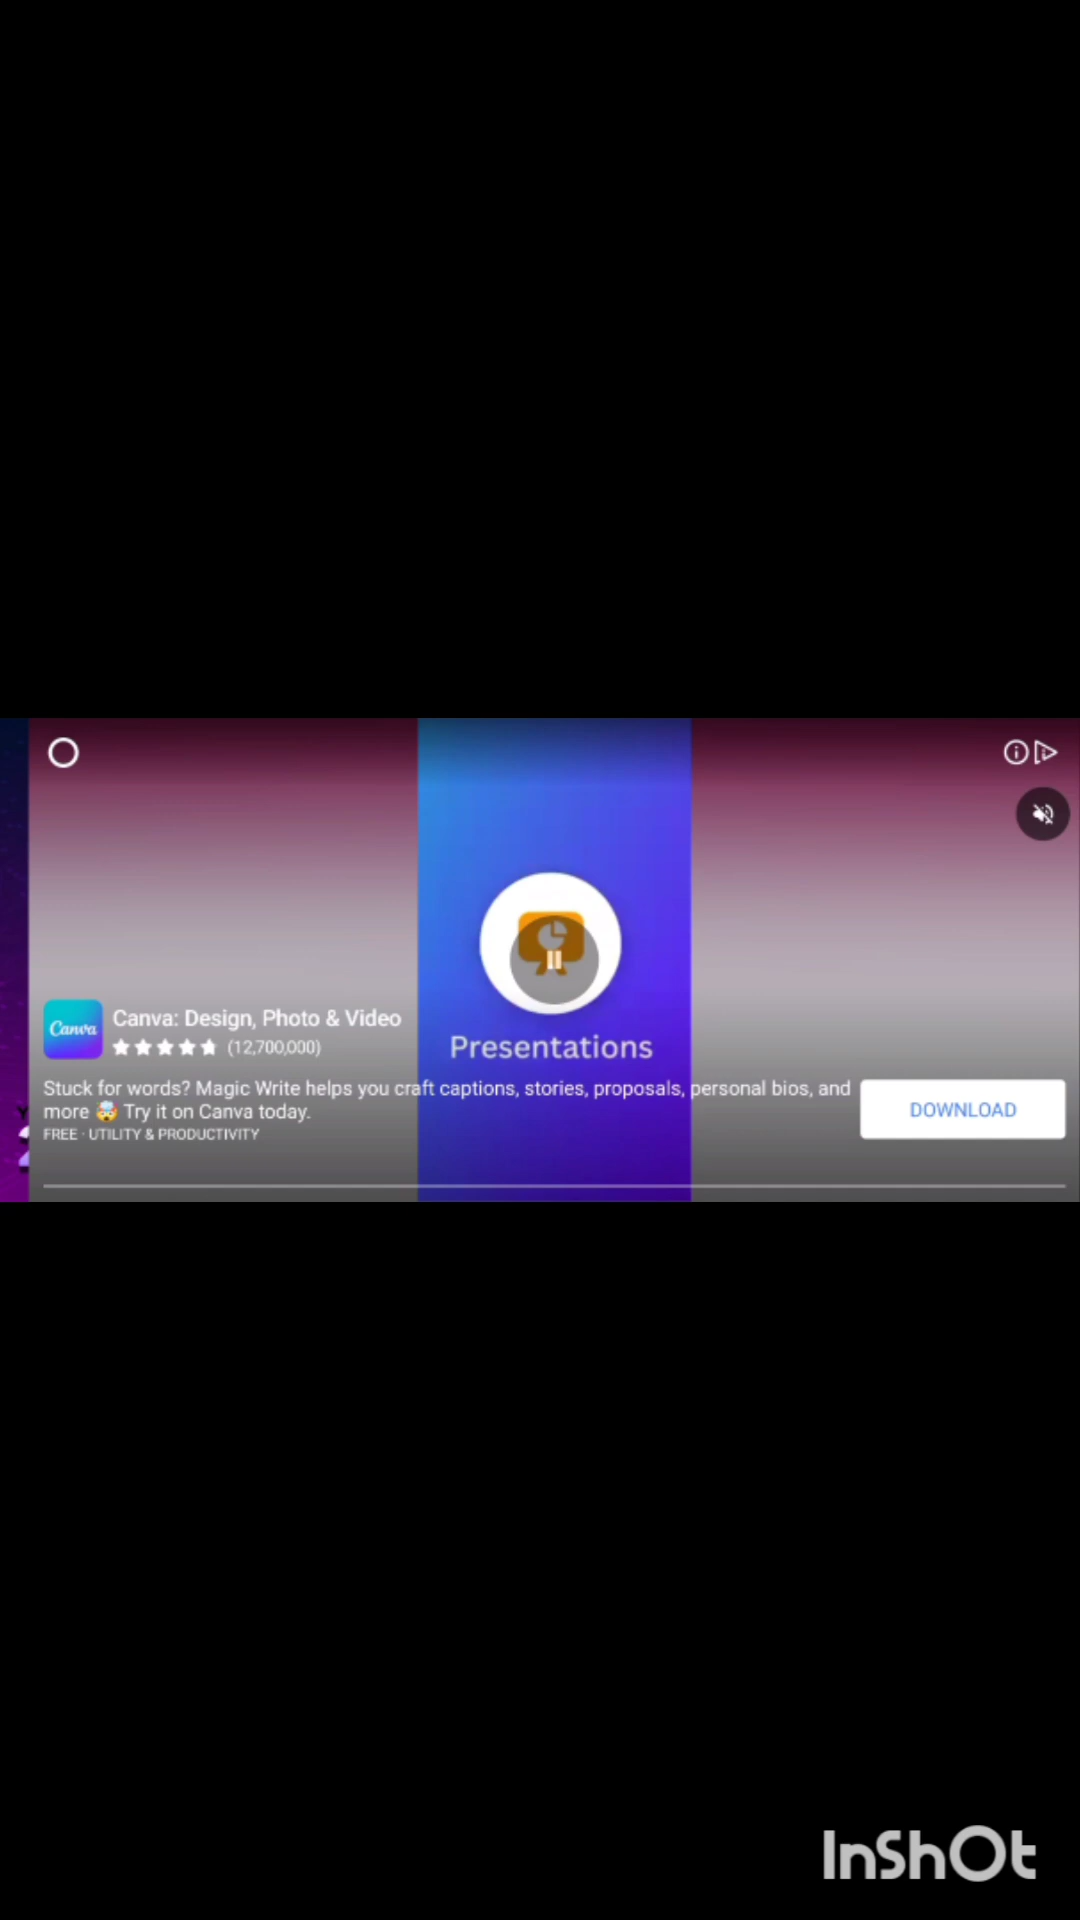 Canva
Canva: Design, Photo & Video
(12,700,000)
Presentations
Stuck for words? Magic Write helps you craft captions, stories, proposals, personal bios, and
more 🤯 Try it on Canva today.
FREE · UTILITY & PRODUCTIVITY
DOWNLOAD
InShOt